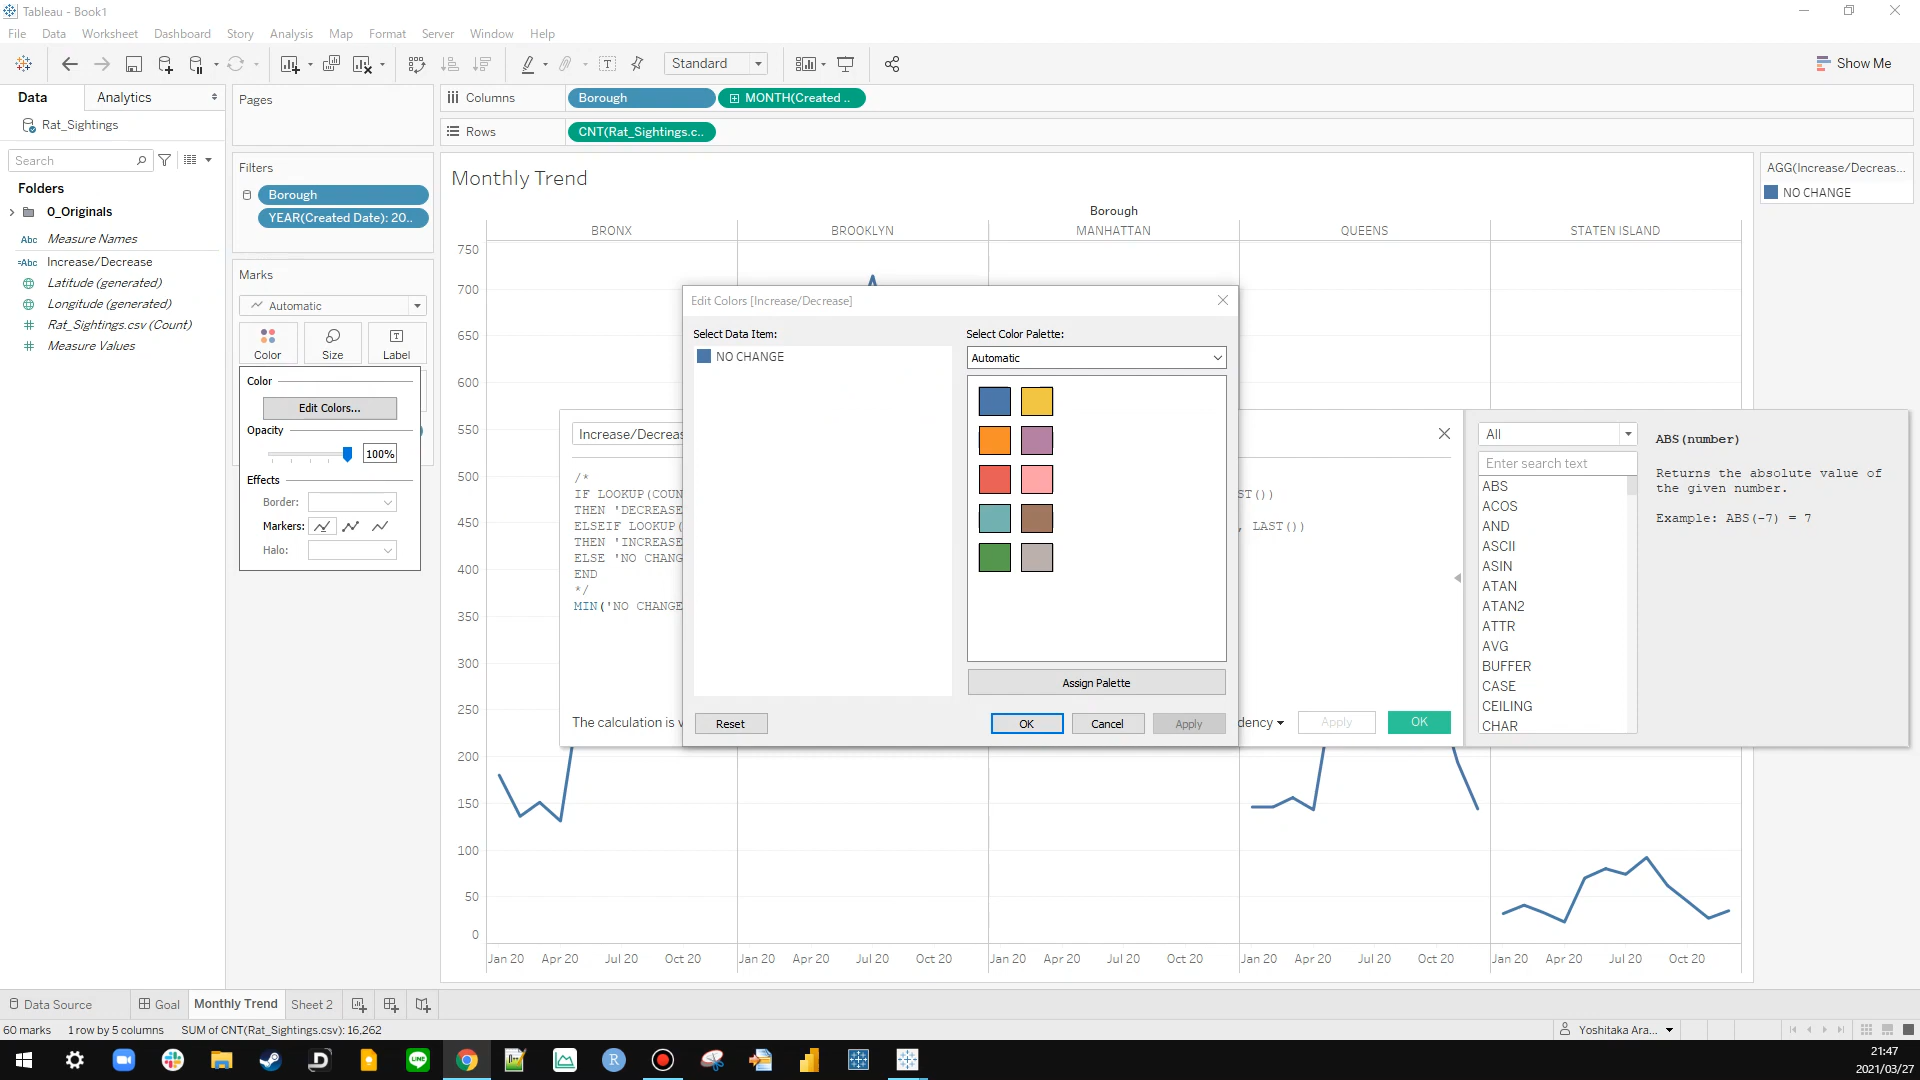 Tableau - Book1
File Data Worksheet Dashboard Story Analysis Map Format Server Window Help
Standard
Show Me
Data
Analytics
Rat_Sightings
Search
Folders
0_Originals
Abc Measure Names
=Abc Increase/Decrease
Latitude (generated)
Longitude (generated)
# Rat_Sightings.csv (Count)
# Measure Values
Pages
Filters
Borough
YEAR(Created Date): 20..
Marks
Automatic
Color
Size
Label
Color
Edit Colors...
Opacity
100%
Effects
Border:
Markers:
Halo:
Columns
Borough
MONTH(Created ..
Rows
CNT(Rat_Sightings.c..
Monthly Trend
Borough
BRONX BROOKLYN MANHATTAN QUEENS STATEN ISLAND
750
700
650
600
550
500
450
400
350
300
250
200
150
100
50
0
Jan 20 Apr 20 Jul 20 Oct 20 Jan 20 Apr 20 Jul 20 Oct 20 Jan 20 Apr 20 Jul 20 Oct 20 Jan 20 Apr 20 Jul 20 Oct 20 Jan 20 Apr 20 Jul 20 Oct 20
AGG(Increase/Decreas...
NO CHANGE
Edit Colors [Increase/Decrease]
Select Data Item:
NO CHANGE
Select Color Palette:
Automatic
Assign Palette
Reset
OK
Cancel
Apply
Increase/Decreas
/*
IF LOOKUP(COUN ST())
THEN 'DECREASE
ELSEIF LOOKUP( , LAST())
THEN 'INCREASE
ELSE 'NO CHANG
END
*/
MIN('NO CHANGE
The calculation is v
dency
Apply
OK
All
Enter search text
ABS
ACOS
AND
ASCII
ASIN
ATAN
ATAN2
ATTR
AVG
BUFFER
CASE
CEILING
CHAR
ABS(number)
Returns the absolute value of
the given number.
Example: ABS(-7) = 7
Data Source
Goal
Monthly Trend
Sheet 2
60 marks 1 row by 5 columns SUM of CNT(Rat_Sightings.csv): 16,262
Yoshitaka Ara...
LINE
R
21:47
2021/03/27